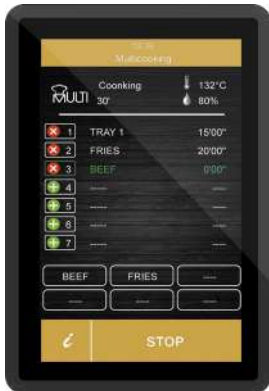 Multicooking
MULTI
Coonking
30'
132°C
80%
1 TRAY 1 15'00"
2 FRIES 20'00"
3 BEEF 0'00"
4 -----
5 -----
6 -----
7 -----
BEEF FRIES ----
---- ---- ----
i STOP